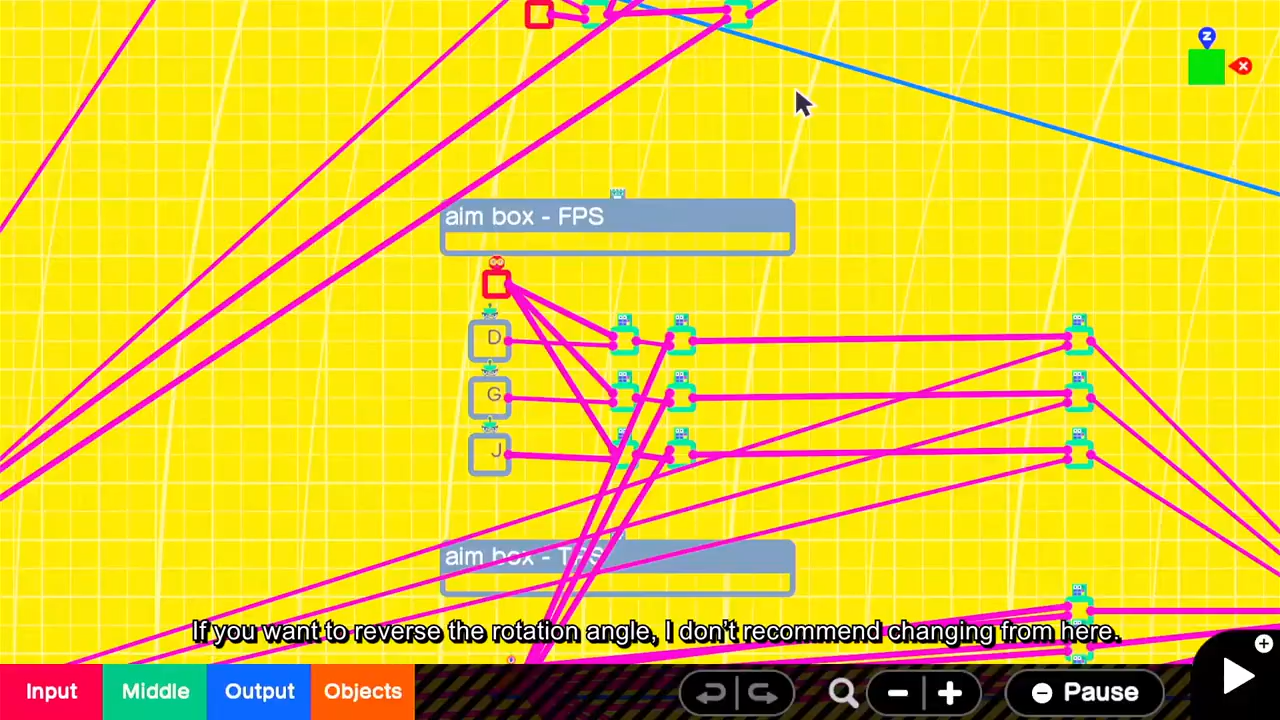 Z
X
aim box - FPS
D
G
J
aim box - TPS
If you want to reverse the rotation angle, I don't recommend changing from here.
Input
Middle
Output
Objects
Pause